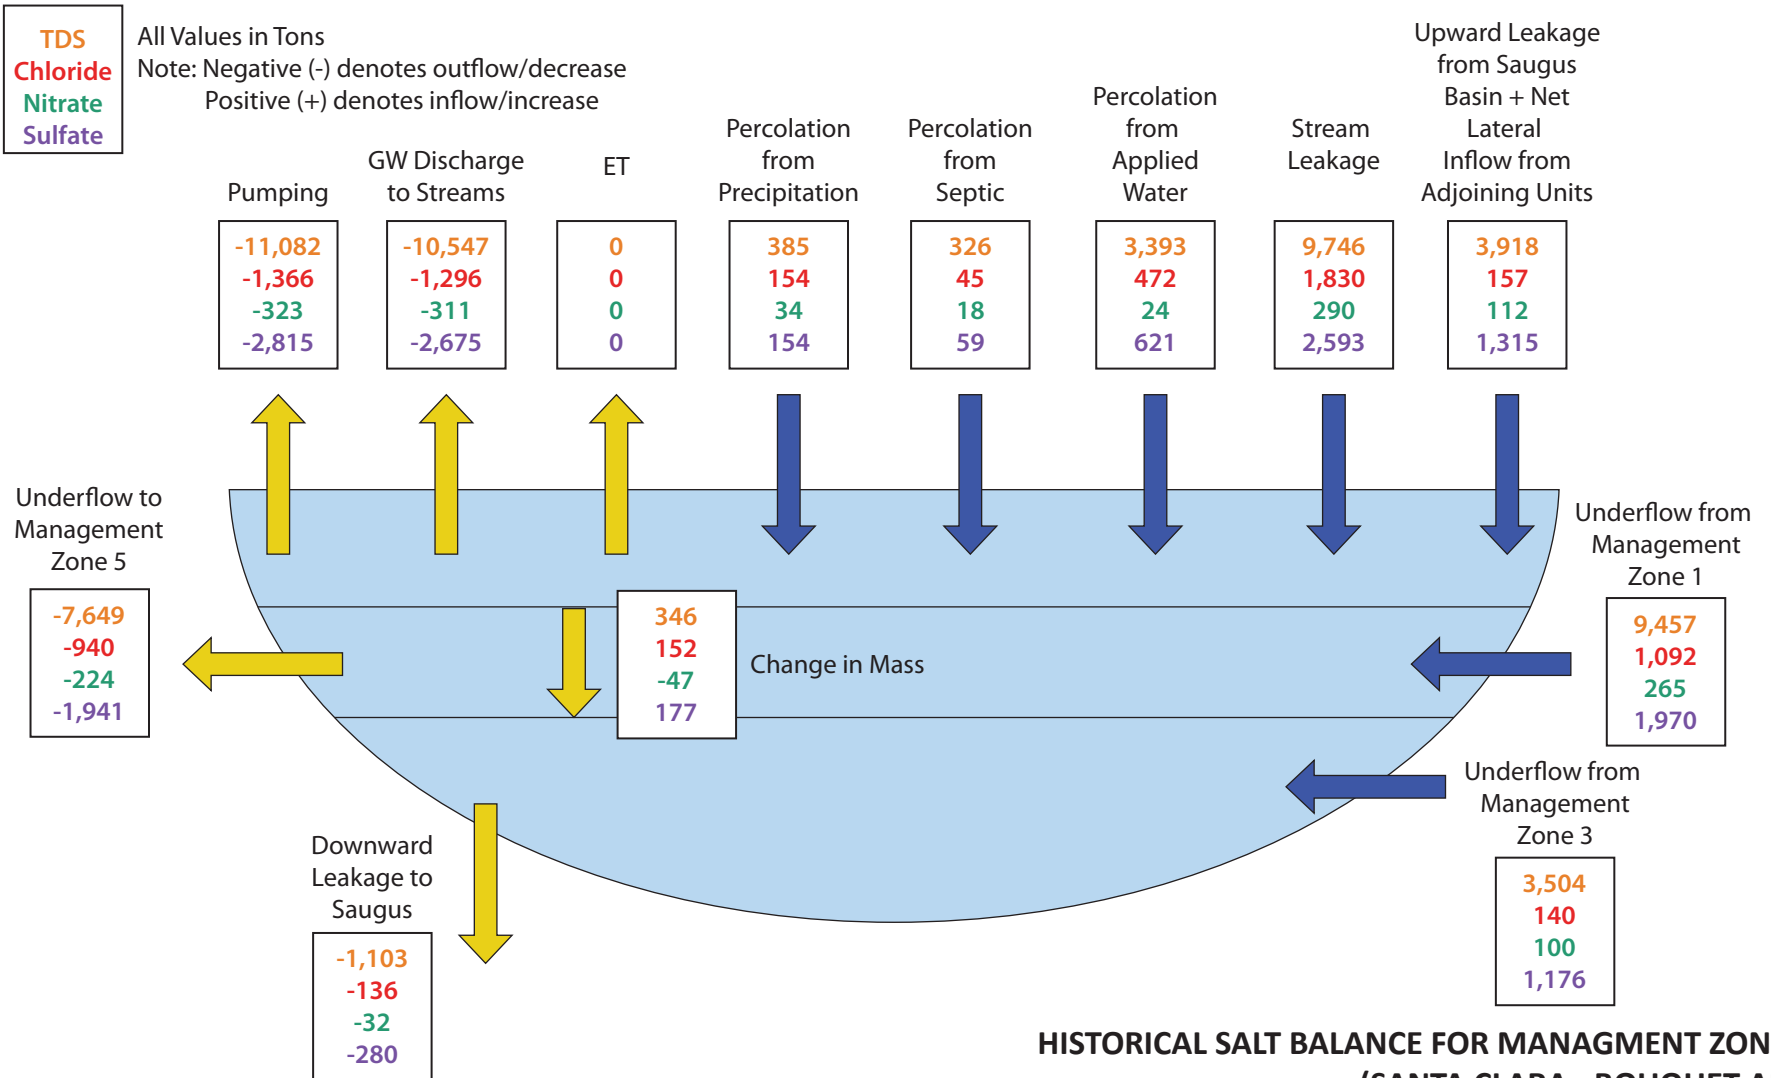 TDS
Chloride
Nitrate
Sulfate
All Values in Tons
Note: Negative (-) denotes outflow/decrease
Positive (+) denotes inflow/increase
Pumping
-11,082
-1,366
-323
-2,815
GW Discharge
to Streams
-10,547
-1,296
-311
-2,675
ET
0
0
0
0
Percolation
from
Precipitation
385
154
34
154
Percolation
from
Septic
326
45
18
59
Percolation
from
Applied
Water
3,393
472
24
621
Stream
Leakage
9,746
1,830
290
2,593
Upward Leakage
from Saugus
Basin + Net
Lateral
Inflow from
Adjoining Units
3,918
157
112
1,315
Underflow to
Management
Zone 5
-7,649
-940
-224
-1,941
346
152
-47
177
Change in Mass
Underflow from
Management
Zone 1
9,457
1,092
265
1,970
Underflow from
Management
Zone 3
3,504
140
100
1,176
Downward
Leakage to
Saugus
-1,103
-136
-32
-280
HISTORICAL SALT BALANCE FOR MANAGMENT ZON
(SANTA CLARA - BOUQUET A